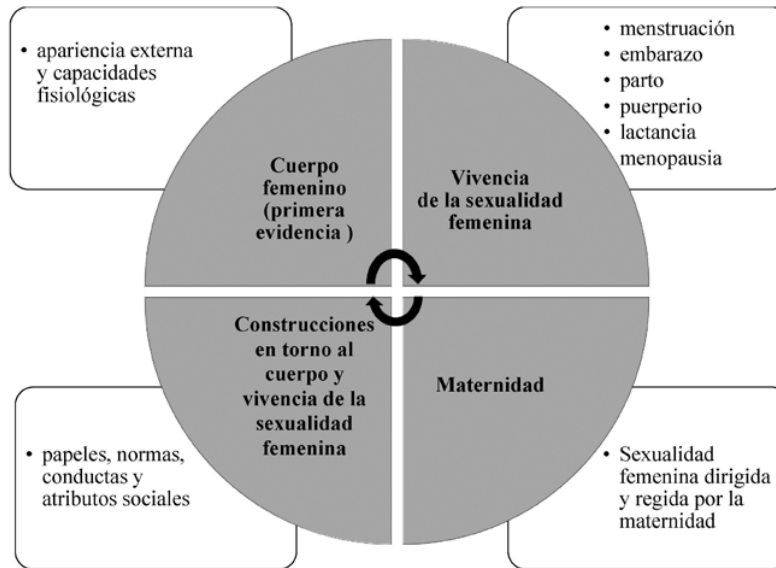 • apariencia externa
y capacidades
fisiológicas
• menstruación
• embarazo
• parto
• puerperio
• lactancia
menopausia
Cuerpo
femenino
(primera
evidencia )
Vivencia
de la sexualidad
femenina
Construcciones
en torno al
cuerpo y
vivencia de la
sexualidad
femenina
Maternidad
• papeles, normas,
conductas y
atributos sociales
• Sexualidad
femenina dirigida
y regida por la
maternidad